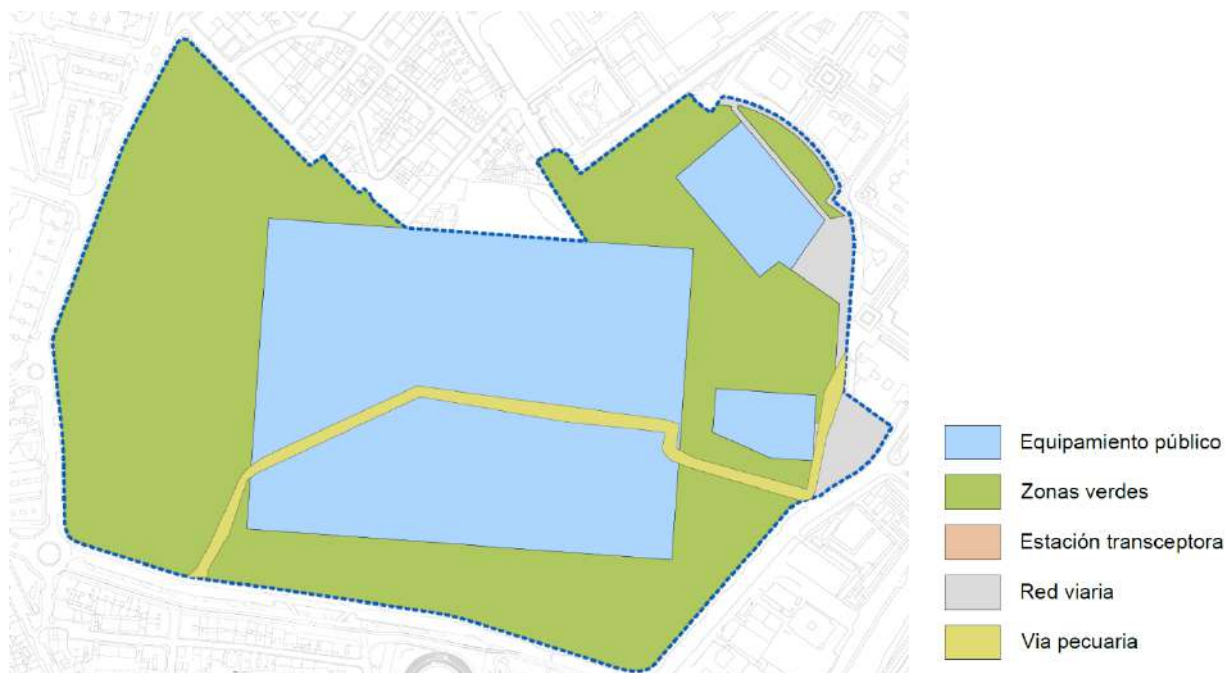 Equipamiento público
Zonas verdes
Estación transceptora
Red viaria
Via pecuaria